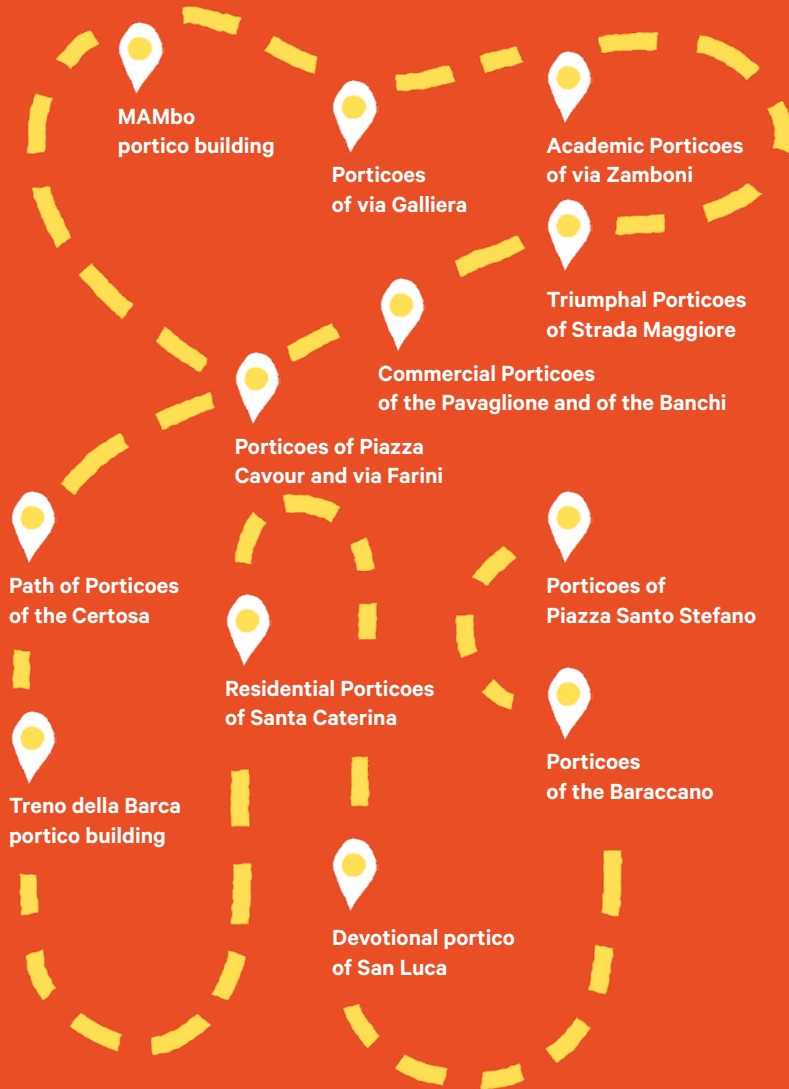 MAMbo
portico building
Porticoes
of via Galliera
Academic Porticoes
of via Zamboni
Triumphal Porticoes
of Strada Maggiore
Commercial Porticoes
of the Pavaglione and of the Banchi
Porticoes of Piazza
Cavour and via Farini
Path of Porticoes
of the Certosa
Porticoes of
Piazza Santo Stefano
Residential Porticoes
of Santa Caterina
Porticoes
of the Baraccano
Treno della Barca
portico building
Devotional portico
of San Luca